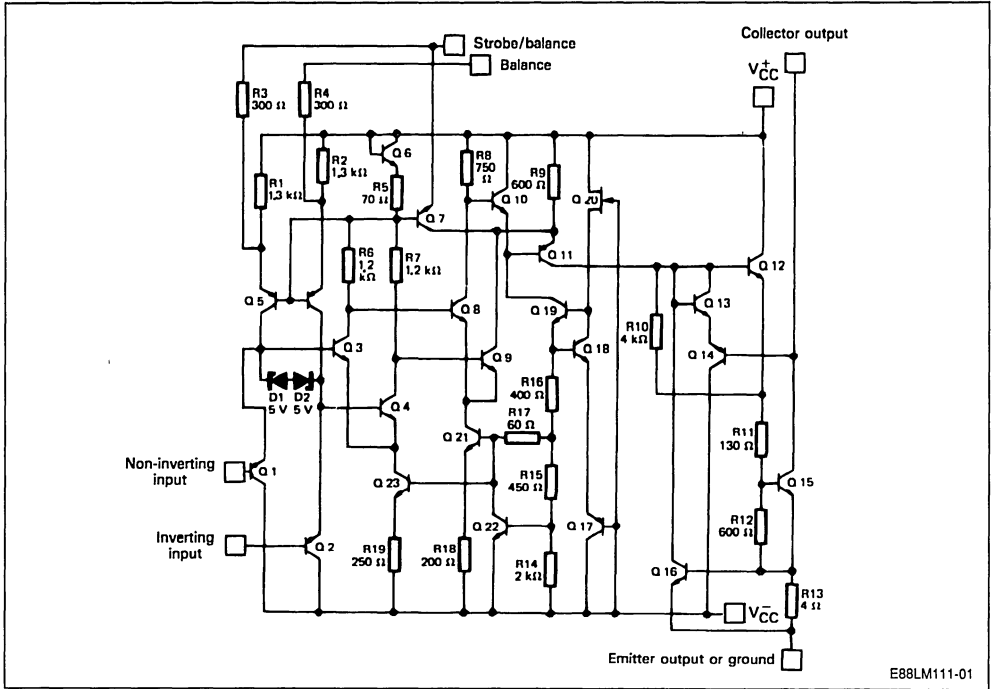 Strobe/balance
Balance
Collector output
V+CC
R3
300 Ω
R4
300 Ω
R2
1,3 kΩ
R1
1,3 kΩ
Q 6
R5
70 Ω
R8
750
Ω
R9
600 Ω
Q 10
Q 20
Q 7
Q 11
Q 12
R6
1,2
kΩ
R7
1,2 kΩ
Q 5
Q 8
Q 19
Q 13
R10
4 kΩ
Q 14
Q 3
Q 9
Q 18
D1
5 V
D2
5 V
R16
400 Ω
Q 4
R17
60 Ω
Q 21
R11
130 Ω
Non-inverting
input
Q 1
Q 23
R15
450 Ω
Q 15
Q 22
Q 17
R12
600 Ω
Inverting
input
Q 2
R19
250 Ω
R18
200 Ω
R14
2 kΩ
Q 16
R13
4 Ω
V-CC
Emitter output or ground
E88LM111-01